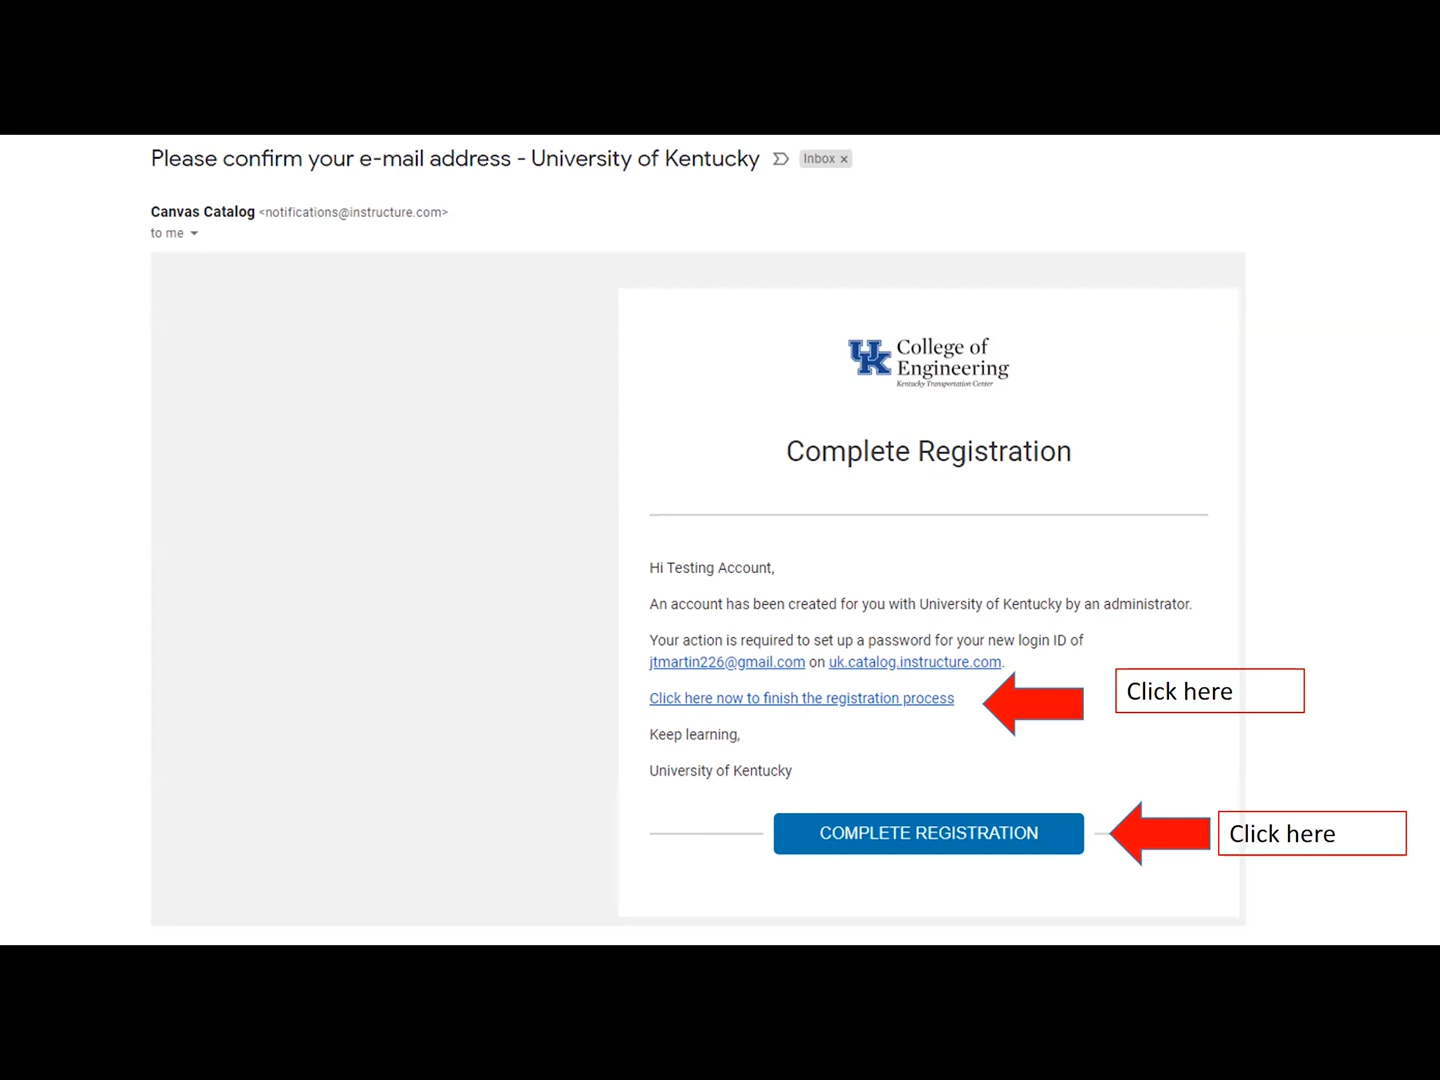 Please confirm your e-mail address - University of Kentucky Inbox x
Canvas Catalog <notifications@instructure.com>
to me
UK College of
Engineering
Kentucky Transportation Center
Complete Registration
Hi Testing Account,
An account has been created for you with University of Kentucky by an administrator.
Your action is required to set up a password for your new login ID of
jtmartin226@gmail.com on uk.catalog.instructure.com.
Click here now to finish the registration process
Click here
Keep learning,
University of Kentucky
COMPLETE REGISTRATION
Click here